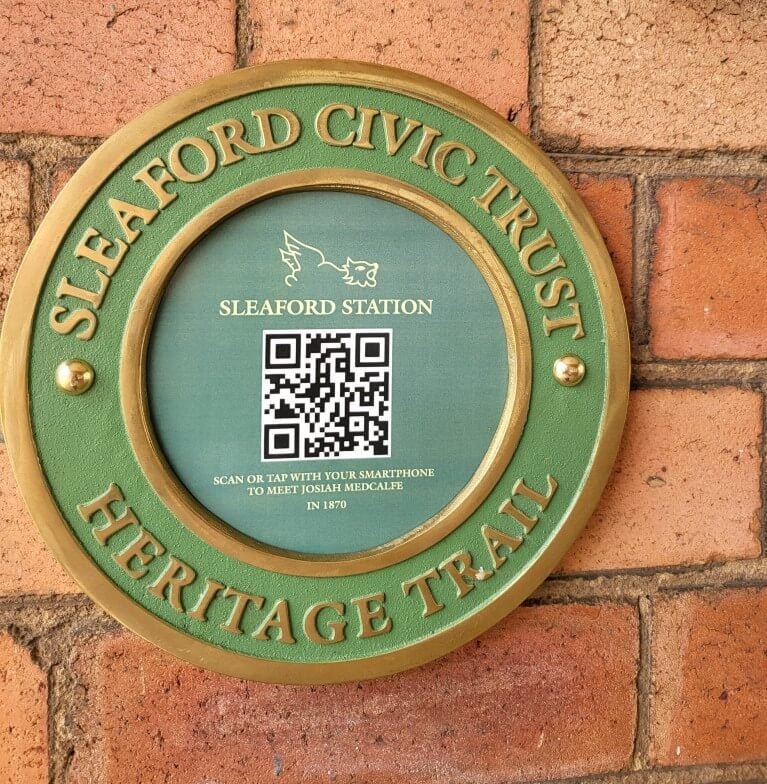 SLEAFORD CIVIC TRUST
SLEAFORD STATION
SCAN OR TAP WITH YOUR SMARTPHONE
TO MEET JOSIAH MEDCALFE
IN 1870
HERITAGE TRAIL